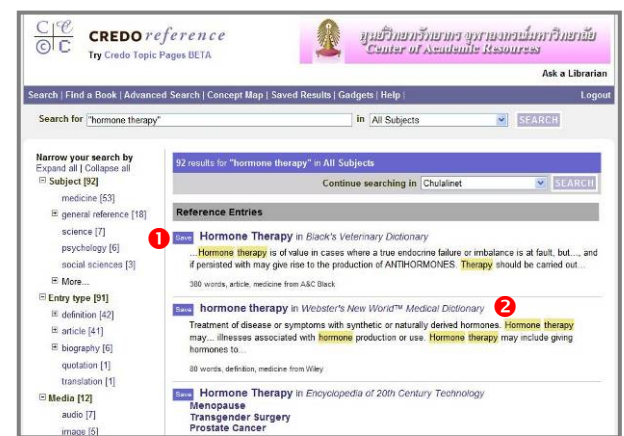 C C
© C
CREDO reference
Try Credo Topic Pages BETA
ศูนย์วิทยทรัพยากร จุฬาลงกรณ์มหาวิทยาลัย
Center of Academic Resources
Ask a Librarian
Search | Find a Book | Advanced Search | Concept Map | Saved Results | Gadgets | Help | Logout
Search for "hormone therapy" in All Subjects SEARCH
Narrow your search by
Expand all | Collapse all
Subject [92]
medicine [53]
general reference [18]
science [7]
psychology [6]
social sciences [3]
More...
Entry type [91]
definition [42]
article [41]
biography [6]
quotation [1]
translation [1]
Media [12]
audio [7]
image [5]
92 results for "hormone therapy" in All Subjects
Continue searching in Chulalinet SEARCH
Reference Entries
1 Save Hormone Therapy in Black's Veterinary Dictionary
...Hormone therapy is of value in cases where a true endocrine failure or imbalance is at fault, but..., and
if persisted with may give rise to the production of ANTIHORMONES. Therapy should be carried out...
380 words, article, medicine from A&C Black
Save hormone therapy in Webster's New World™ Medical Dictionary 2
Treatment of disease or symptoms with synthetic or naturally derived hormones. Hormone therapy
may... illnesses associated with hormone production or use. Hormone therapy may include giving
hormones to...
80 words, definition, medicine from Wiley
Save Hormone Therapy in Encyclopedia of 20th Century Technology
Menopause
Transgender Surgery
Prostate Cancer